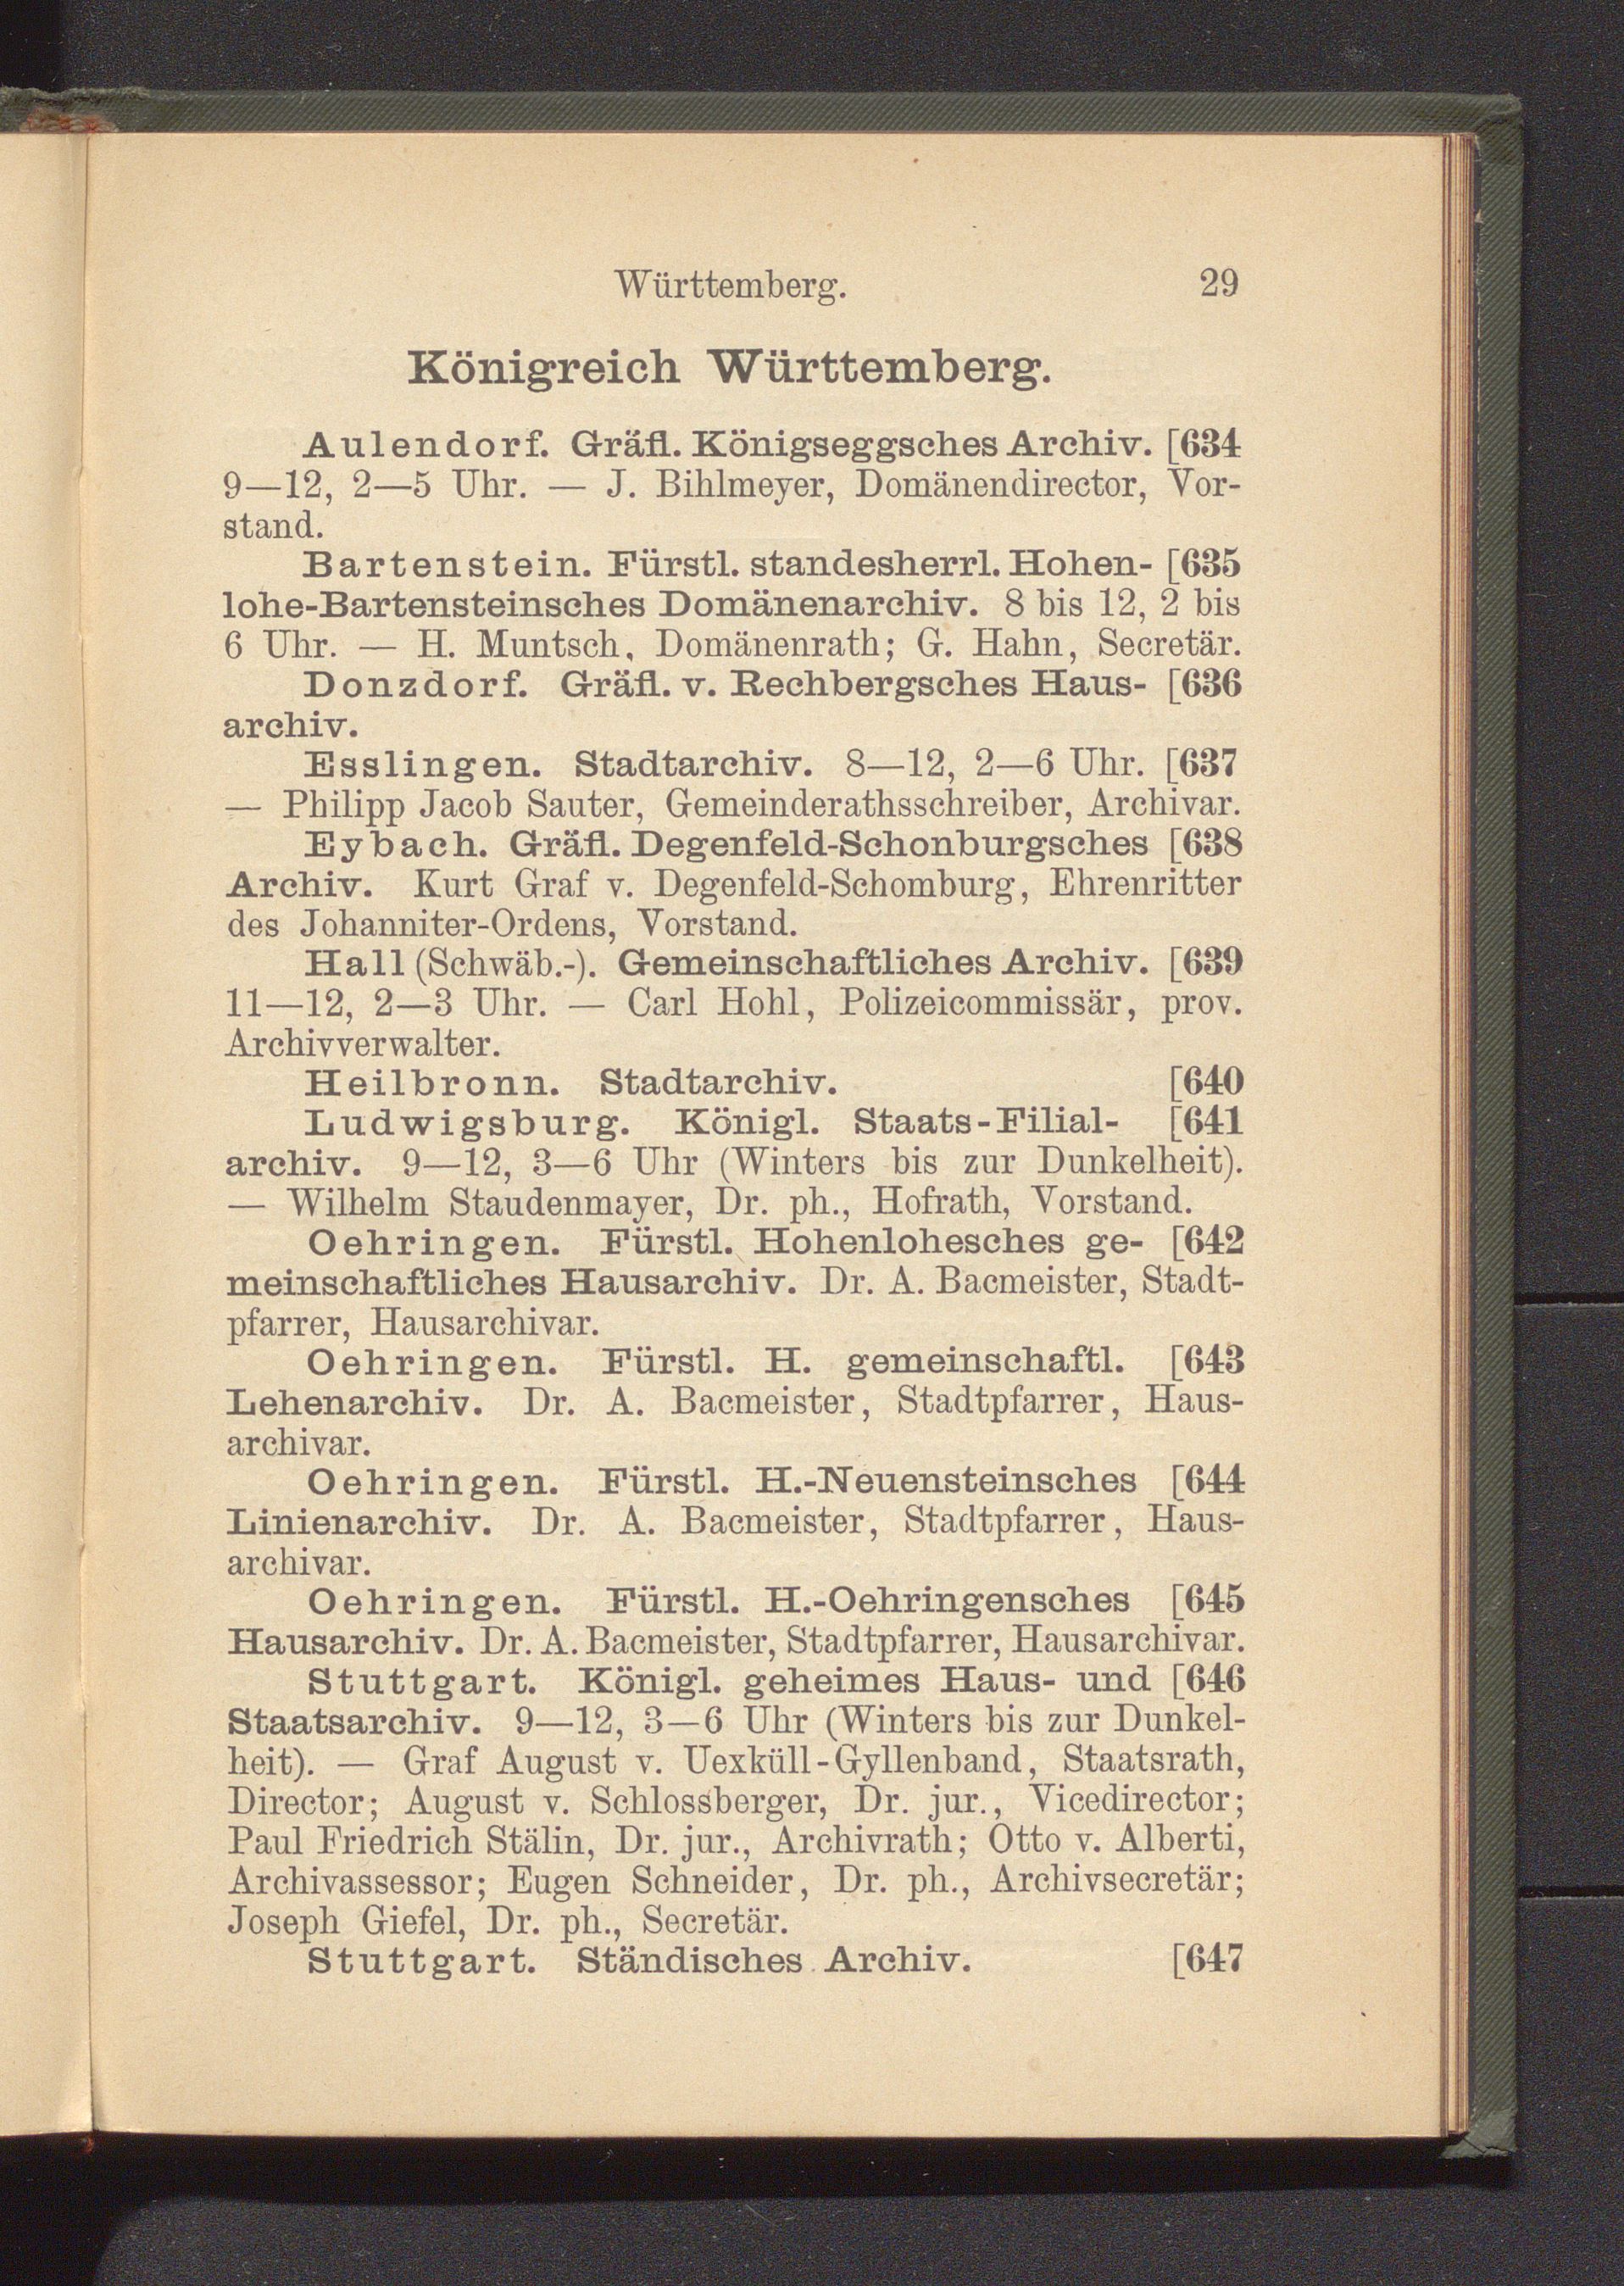 Württemberg. 29
Königreich Württemberg.
Aulendorf. Gräfl. Königseggsches Archiv. [634
9—12, 2—5 Uhr. — J. Bihlmeyer, Domänendirector, Vor-
stand.
Bartenstein. Fürstl. standesherrl. Hohen- [635
lohe-Bartensteinsches Domänenarchiv. 8 bis 12, 2 bis
6 Uhr. — H. Muntsch, Domänenrath; G. Hahn, Secretär.
Donzdorf. Gräfl. v. Rechbergsches Haus- [636
archiv.
Esslingen. Stadtarchiv. 8—12, 2—6 Uhr. [637
— Philipp Jacob Sauter, Gemeinderathsschreiber, Archivar.
Eybach. Gräfl. Degenfeld-Schonburgsches [638
Archiv. Kurt Graf v. Degenfeld-Schomburg, Ehrenritter
des Johanniter-Ordens, Vorstand.
Hall (Schwäb.-). Gemeinschaftliches Archiv. [639
11—12, 2—3 Uhr. — Carl Hohl, Polizeicommissär, prov.
Archivverwalter.
Heilbronn. Stadtarchiv. [640
Ludwigsburg. Königl. Staats-Filial- [641
archiv. 9—12, 3—6 Uhr (Winters bis zur Dunkelheit).
— Wilhelm Staudenmayer, Dr. ph., Hofrath, Vorstand.
Oehringen. Fürstl. Hohenlohesches ge- [642
meinschaftliches Hausarchiv. Dr. A. Bacmeister, Stadt-
pfarrer, Hausarchivar.
Oehringen. Fürstl. H. gemeinschaftl. [643
Lehenarchiv. Dr. A. Bacmeister, Stadtpfarrer, Haus-
archivar.
Oehringen. Fürstl. H.-Neuensteinsches [644
Linienarchiv. Dr. A. Bacmeister, Stadtpfarrer, Haus-
archivar.
Oehringen. Fürstl. H.-Oehringensches [645
Hausarchiv. Dr. A. Bacmeister, Stadtpfarrer, Hausarchivar.
Stuttgart. Königl. geheimes Haus- und [646
Staatsarchiv. 9—12, 3—6 Uhr (Winters bis zur Dunkel-
heit). — Graf August v. Uexküll-Gyllenband, Staatsrath,
Director; August v. Schlossberger, Dr. jur., Vicedirector;
Paul Friedrich Stälin, Dr. jur., Archivrath; Otto v. Alberti,
Archivassessor; Eugen Schneider, Dr. ph., Archivsecretär;
Joseph Giefel, Dr. ph., Secretär.
Stuttgart. Ständisches Archiv. [647